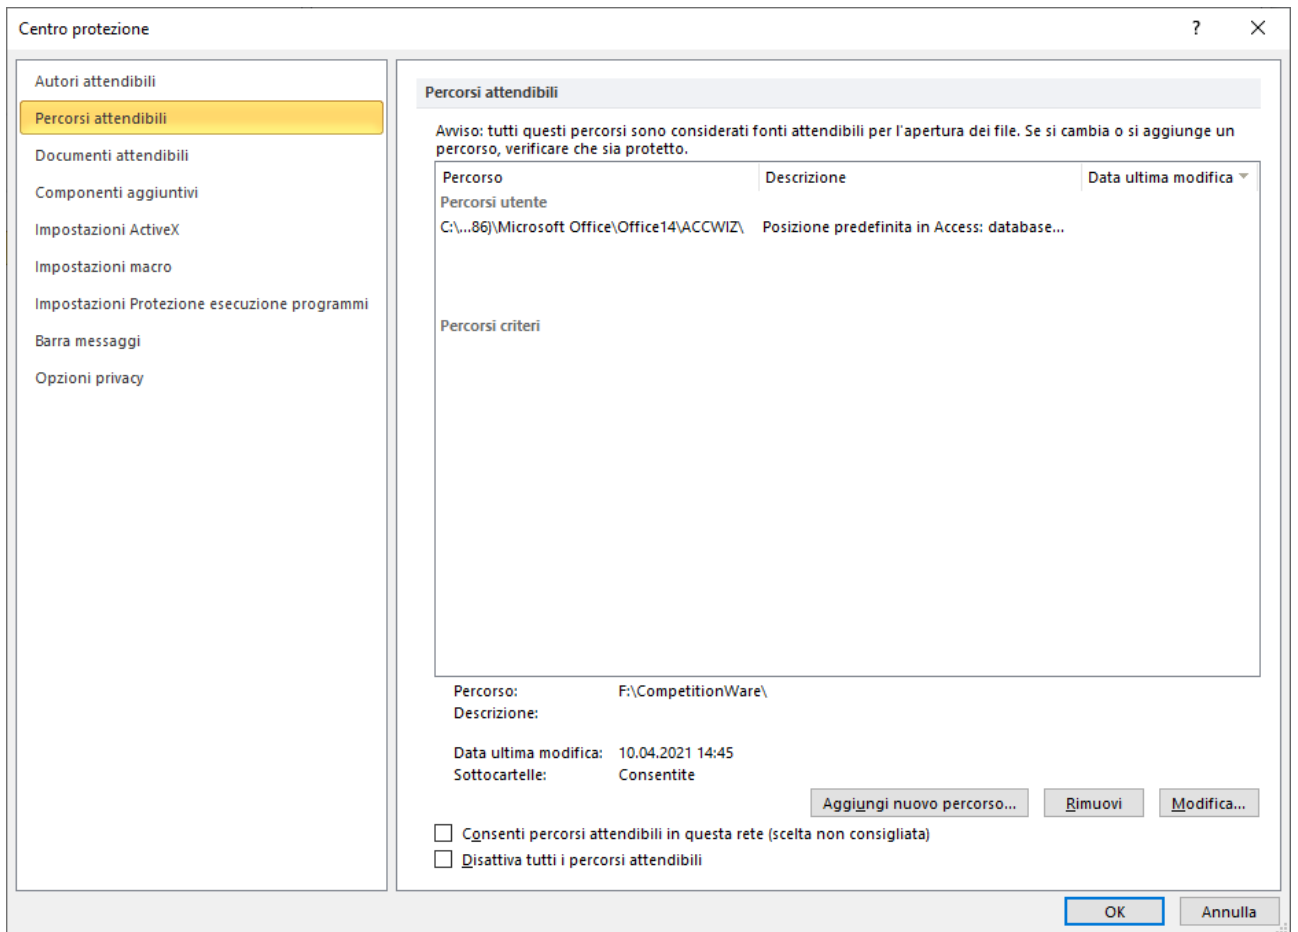 Centro protezione
?
Autori attendibili
Percorsi attendibili
Documenti attendibili
Componenti aggiuntivi
Impostazioni ActiveX
Impostazioni macro
Impostazioni Protezione esecuzione programmi
Barra messaggi
Opzioni privacy
Percorsi attendibili
Avviso: tutti questi percorsi sono considerati fonti attendibili per l'apertura dei file. Se si cambia o si aggiunge un
percorso, verificare che sia protetto.
Percorso Descrizione Data ultima modifica
Percorsi utente
C:\...86)\Microsoft Office\Office14\ACCWIZ\ Posizione predefinita in Access: database...
Percorsi criteri
Percorso: F:\CompetitionWare\
Descrizione:
Data ultima modifica: 10.04.2021 14:45
Sottocartelle: Consentite
Aggiungi nuovo percorso... Rimuovi Modifica...
Consenti percorsi attendibili in questa rete (scelta non consigliata)
Disattiva tutti i percorsi attendibili
OK Annulla